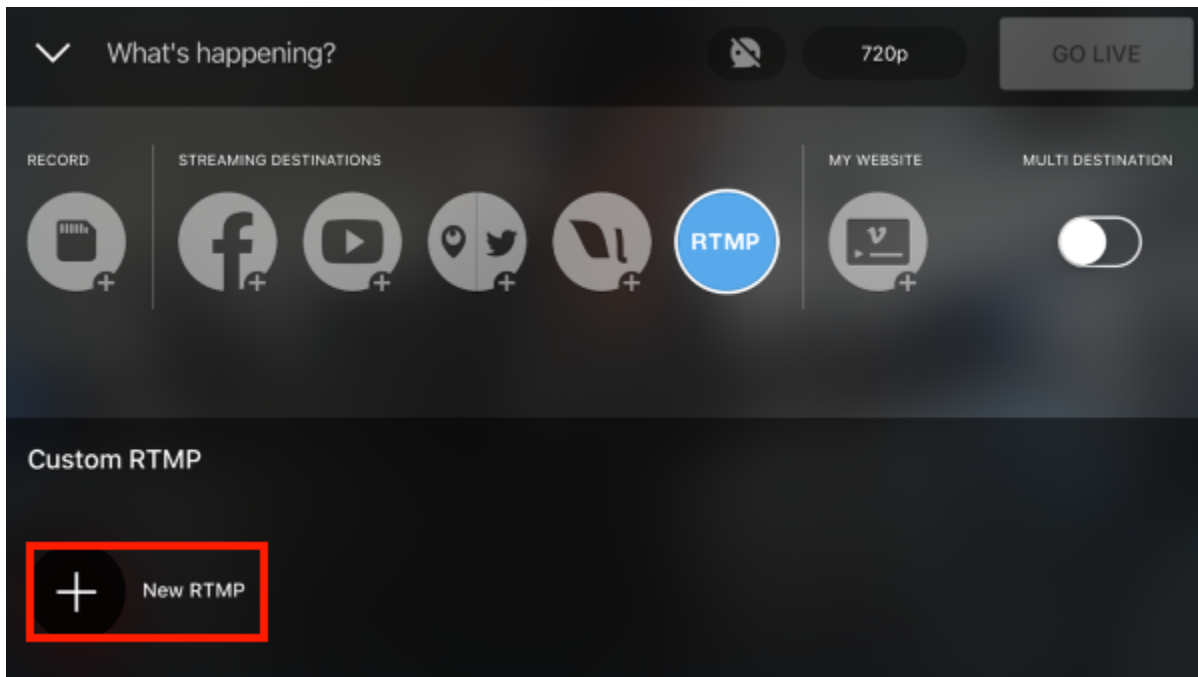 What's happening?
720p
GO LIVE
RECORD
STREAMING DESTINATIONS
MY WEBSITE
MULTI DESTINATION
RTMP
Custom RTMP
New RTMP